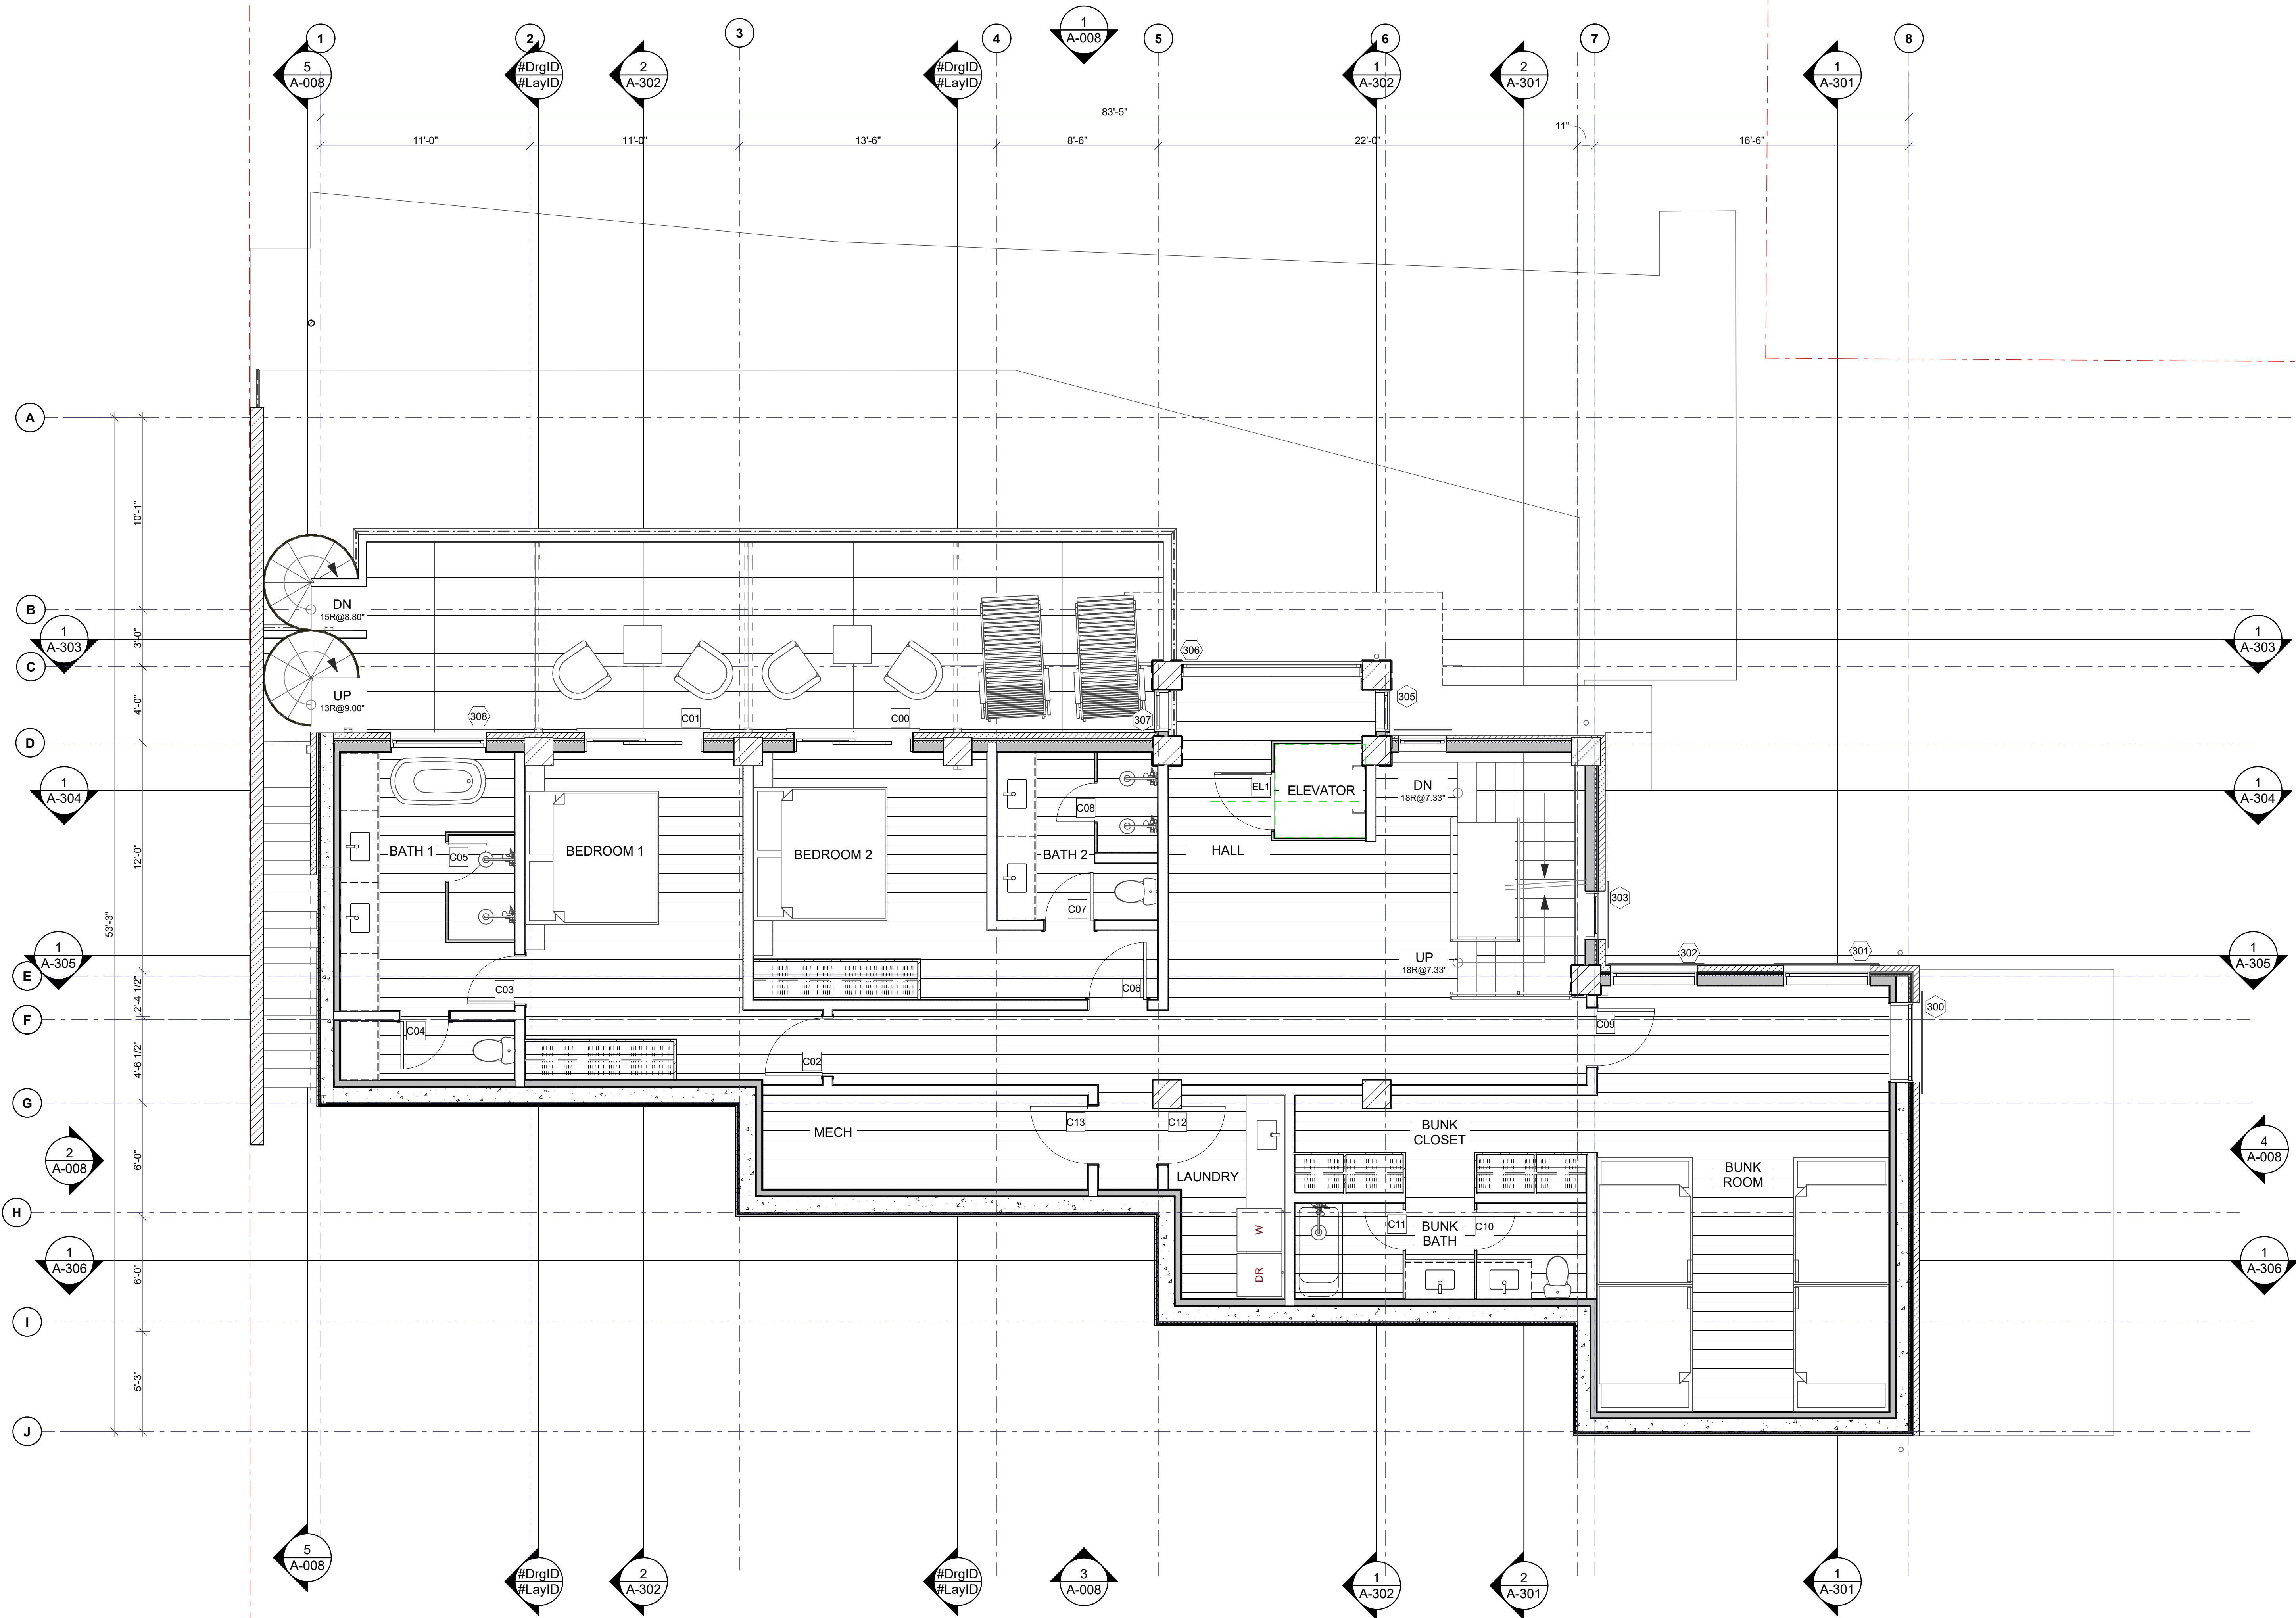 1
2
3
4
5
6
7
8
1
A-008
5
A-008
#DrgID
#LayID
2
A-302
#DrgID
#LayID
1
A-302
2
A-301
1
A-301
83'-5"
11'-0"
11'-0"
13'-6"
8'-6"
22'-0"
11"
16'-6"
A
10'-1"
B
DN
15R@8.80"
3'-0"
1
A-303
1
A-303
306
C
4'-0"
UP
13R@9.00"
305
308
C01
C00
307
D
1
A-304
EL1
ELEVATOR
DN
18R@7.33"
1
A-304
C08
12'-0"
BATH 1
C05
BEDROOM 1
BEDROOM 2
BATH 2
HALL
303
C07
53'-3"
1
A-305
302
301
1
A-305
UP
18R@7.33"
E
2'-4 1/2"
C03
C06
300
F
C04
C09
4'-6 1/2"
C02
G
C13
C12
MECH
BUNK
CLOSET
2
A-008
4
A-008
6'-0"
LAUNDRY
BUNK
ROOM
H
C11
BUNK
BATH
C10
W
1
A-306
1
A-306
6'-0"
DR
I
5'-3"
J
5
A-008
#DrgID
#LayID
2
A-302
#DrgID
#LayID
3
A-008
1
A-302
2
A-301
1
A-301